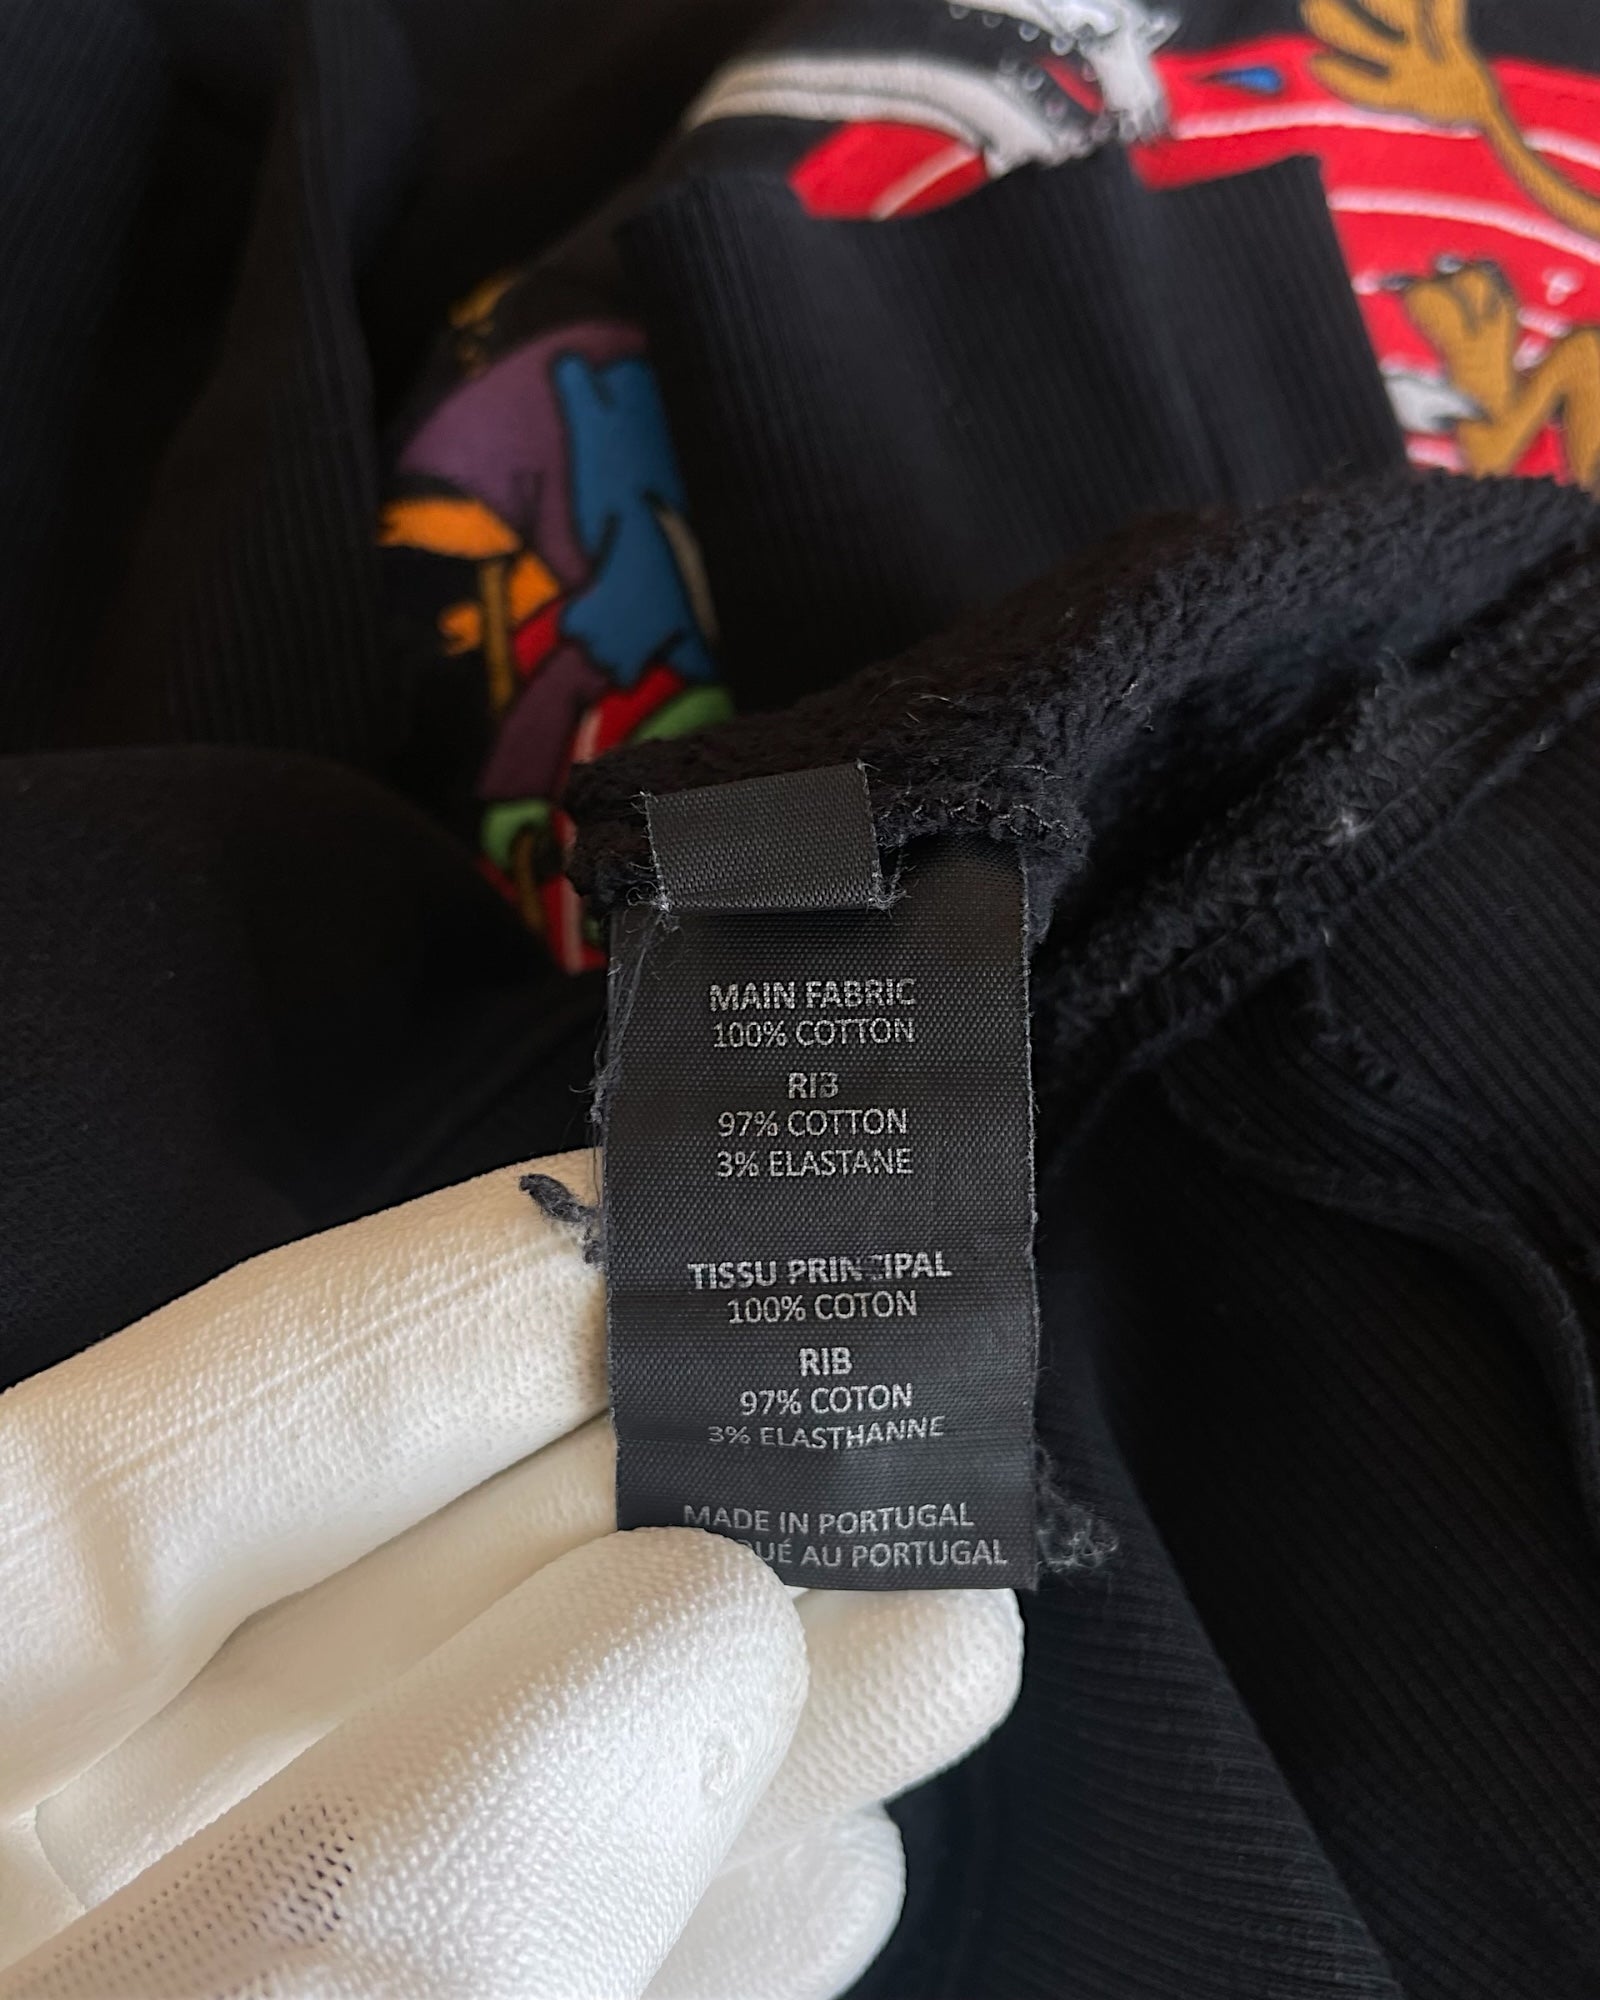 MAIN FABRIC
100% COTTON
RIB
97% COTTON
3% ELASTANE
TISSU PRINCIPAL
100% COTON
RIB
97% COTON
3% ELASTHANNE
MADE IN PORTUGAL
AU PORTUGAL